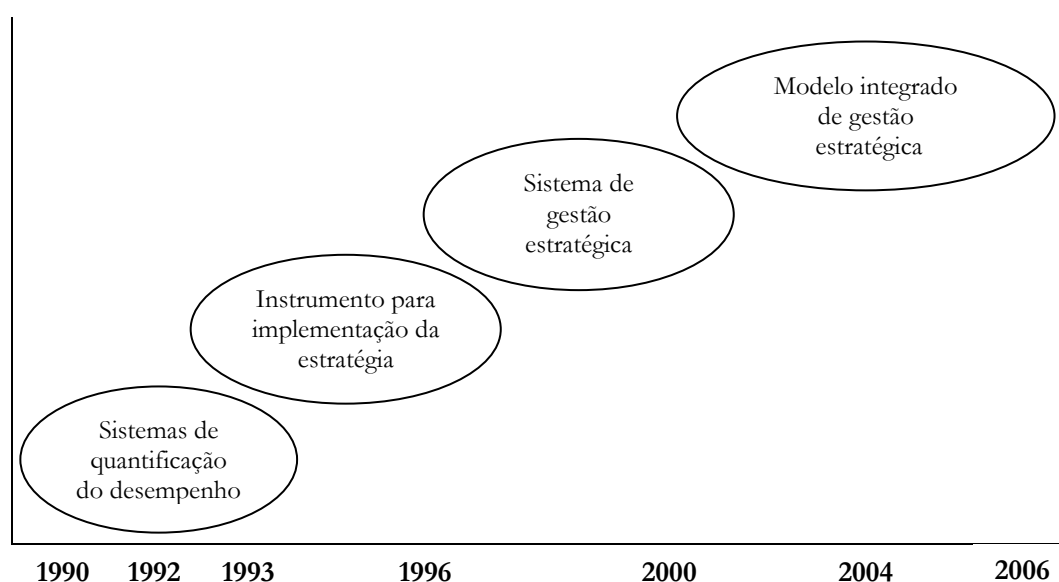 Modelo integrado
de gestão
estratégica
Sistema de
gestão
estratégica
Instrumento para
implementação da
estratégia
Sistemas de
quantificação
do desempenho
1990 1992 1993 1996 2000 2004 2006